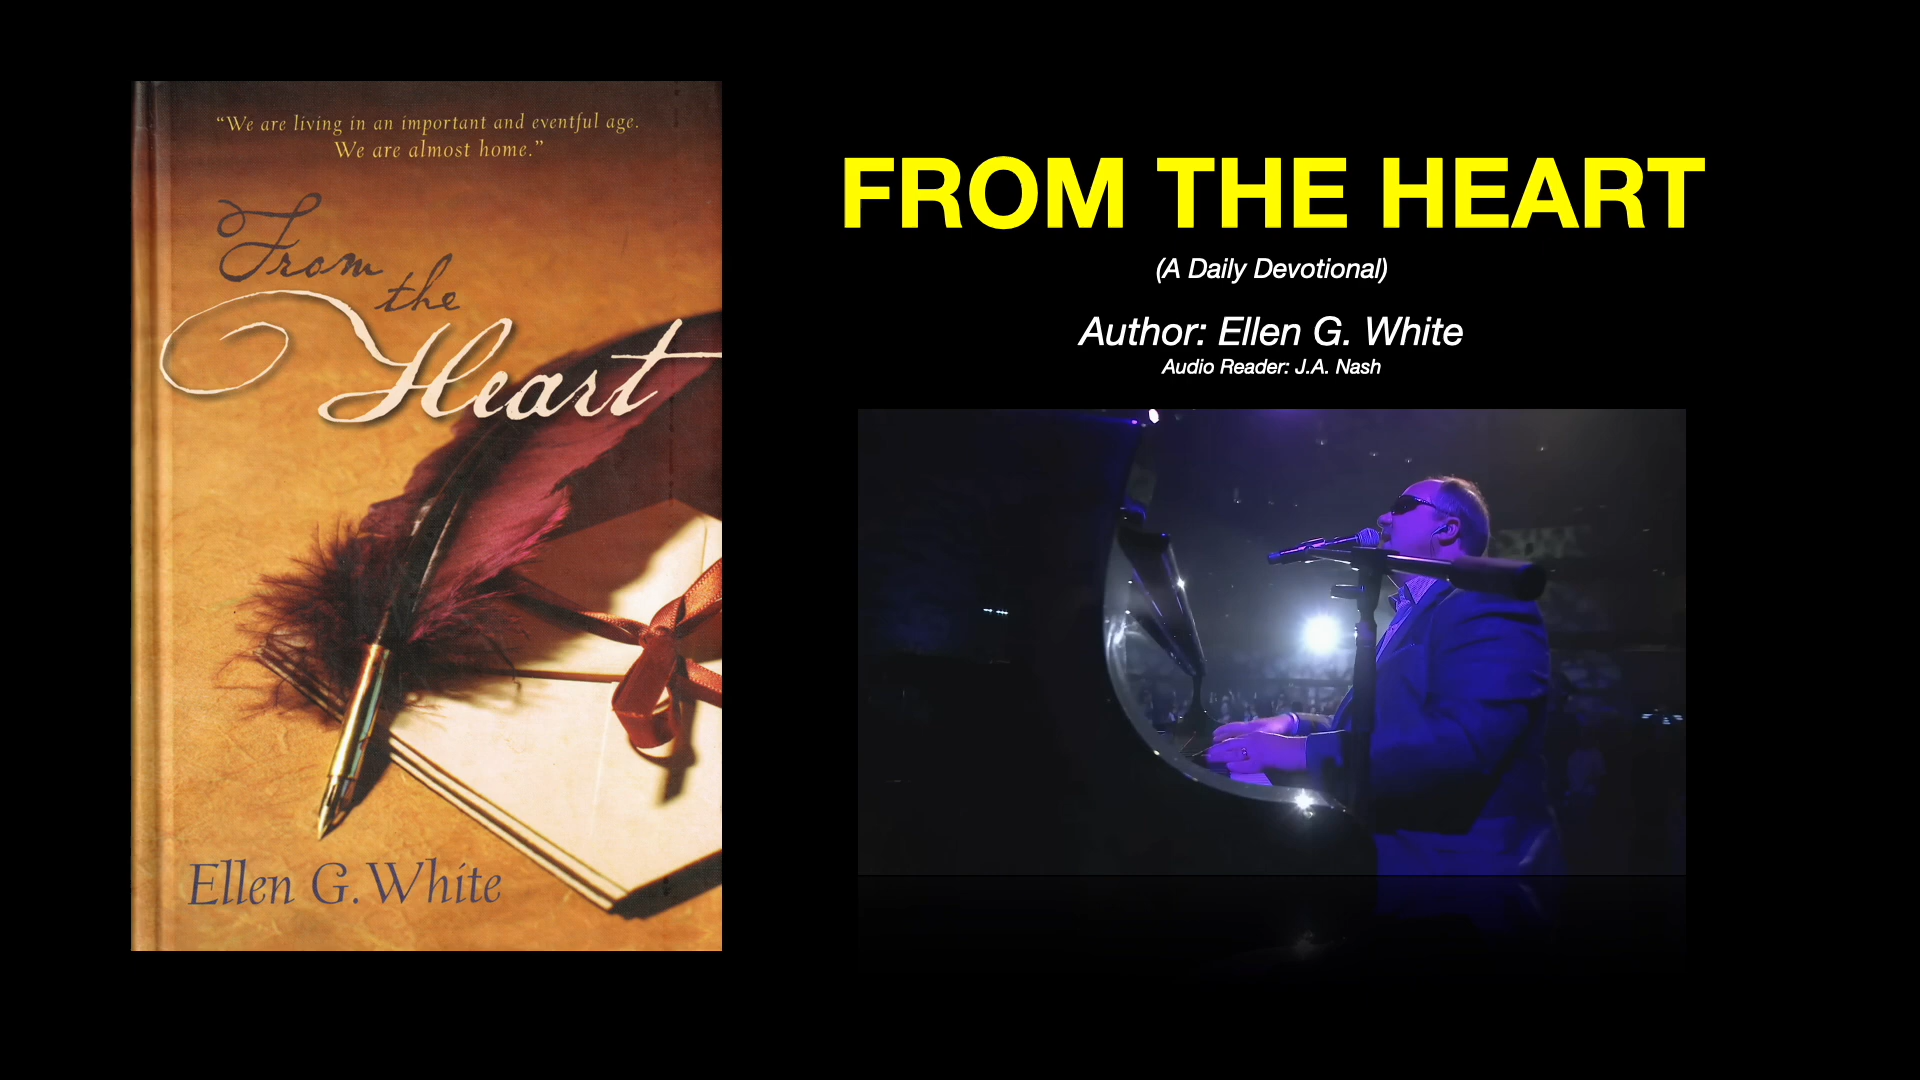 “We are living in an important and eventful age.
We are almost home.”
From
the
Heart
Ellen G. White
FROM THE HEART
(A Daily Devotional)
Author: Ellen G. White
Audio Reader: J.A. Nash